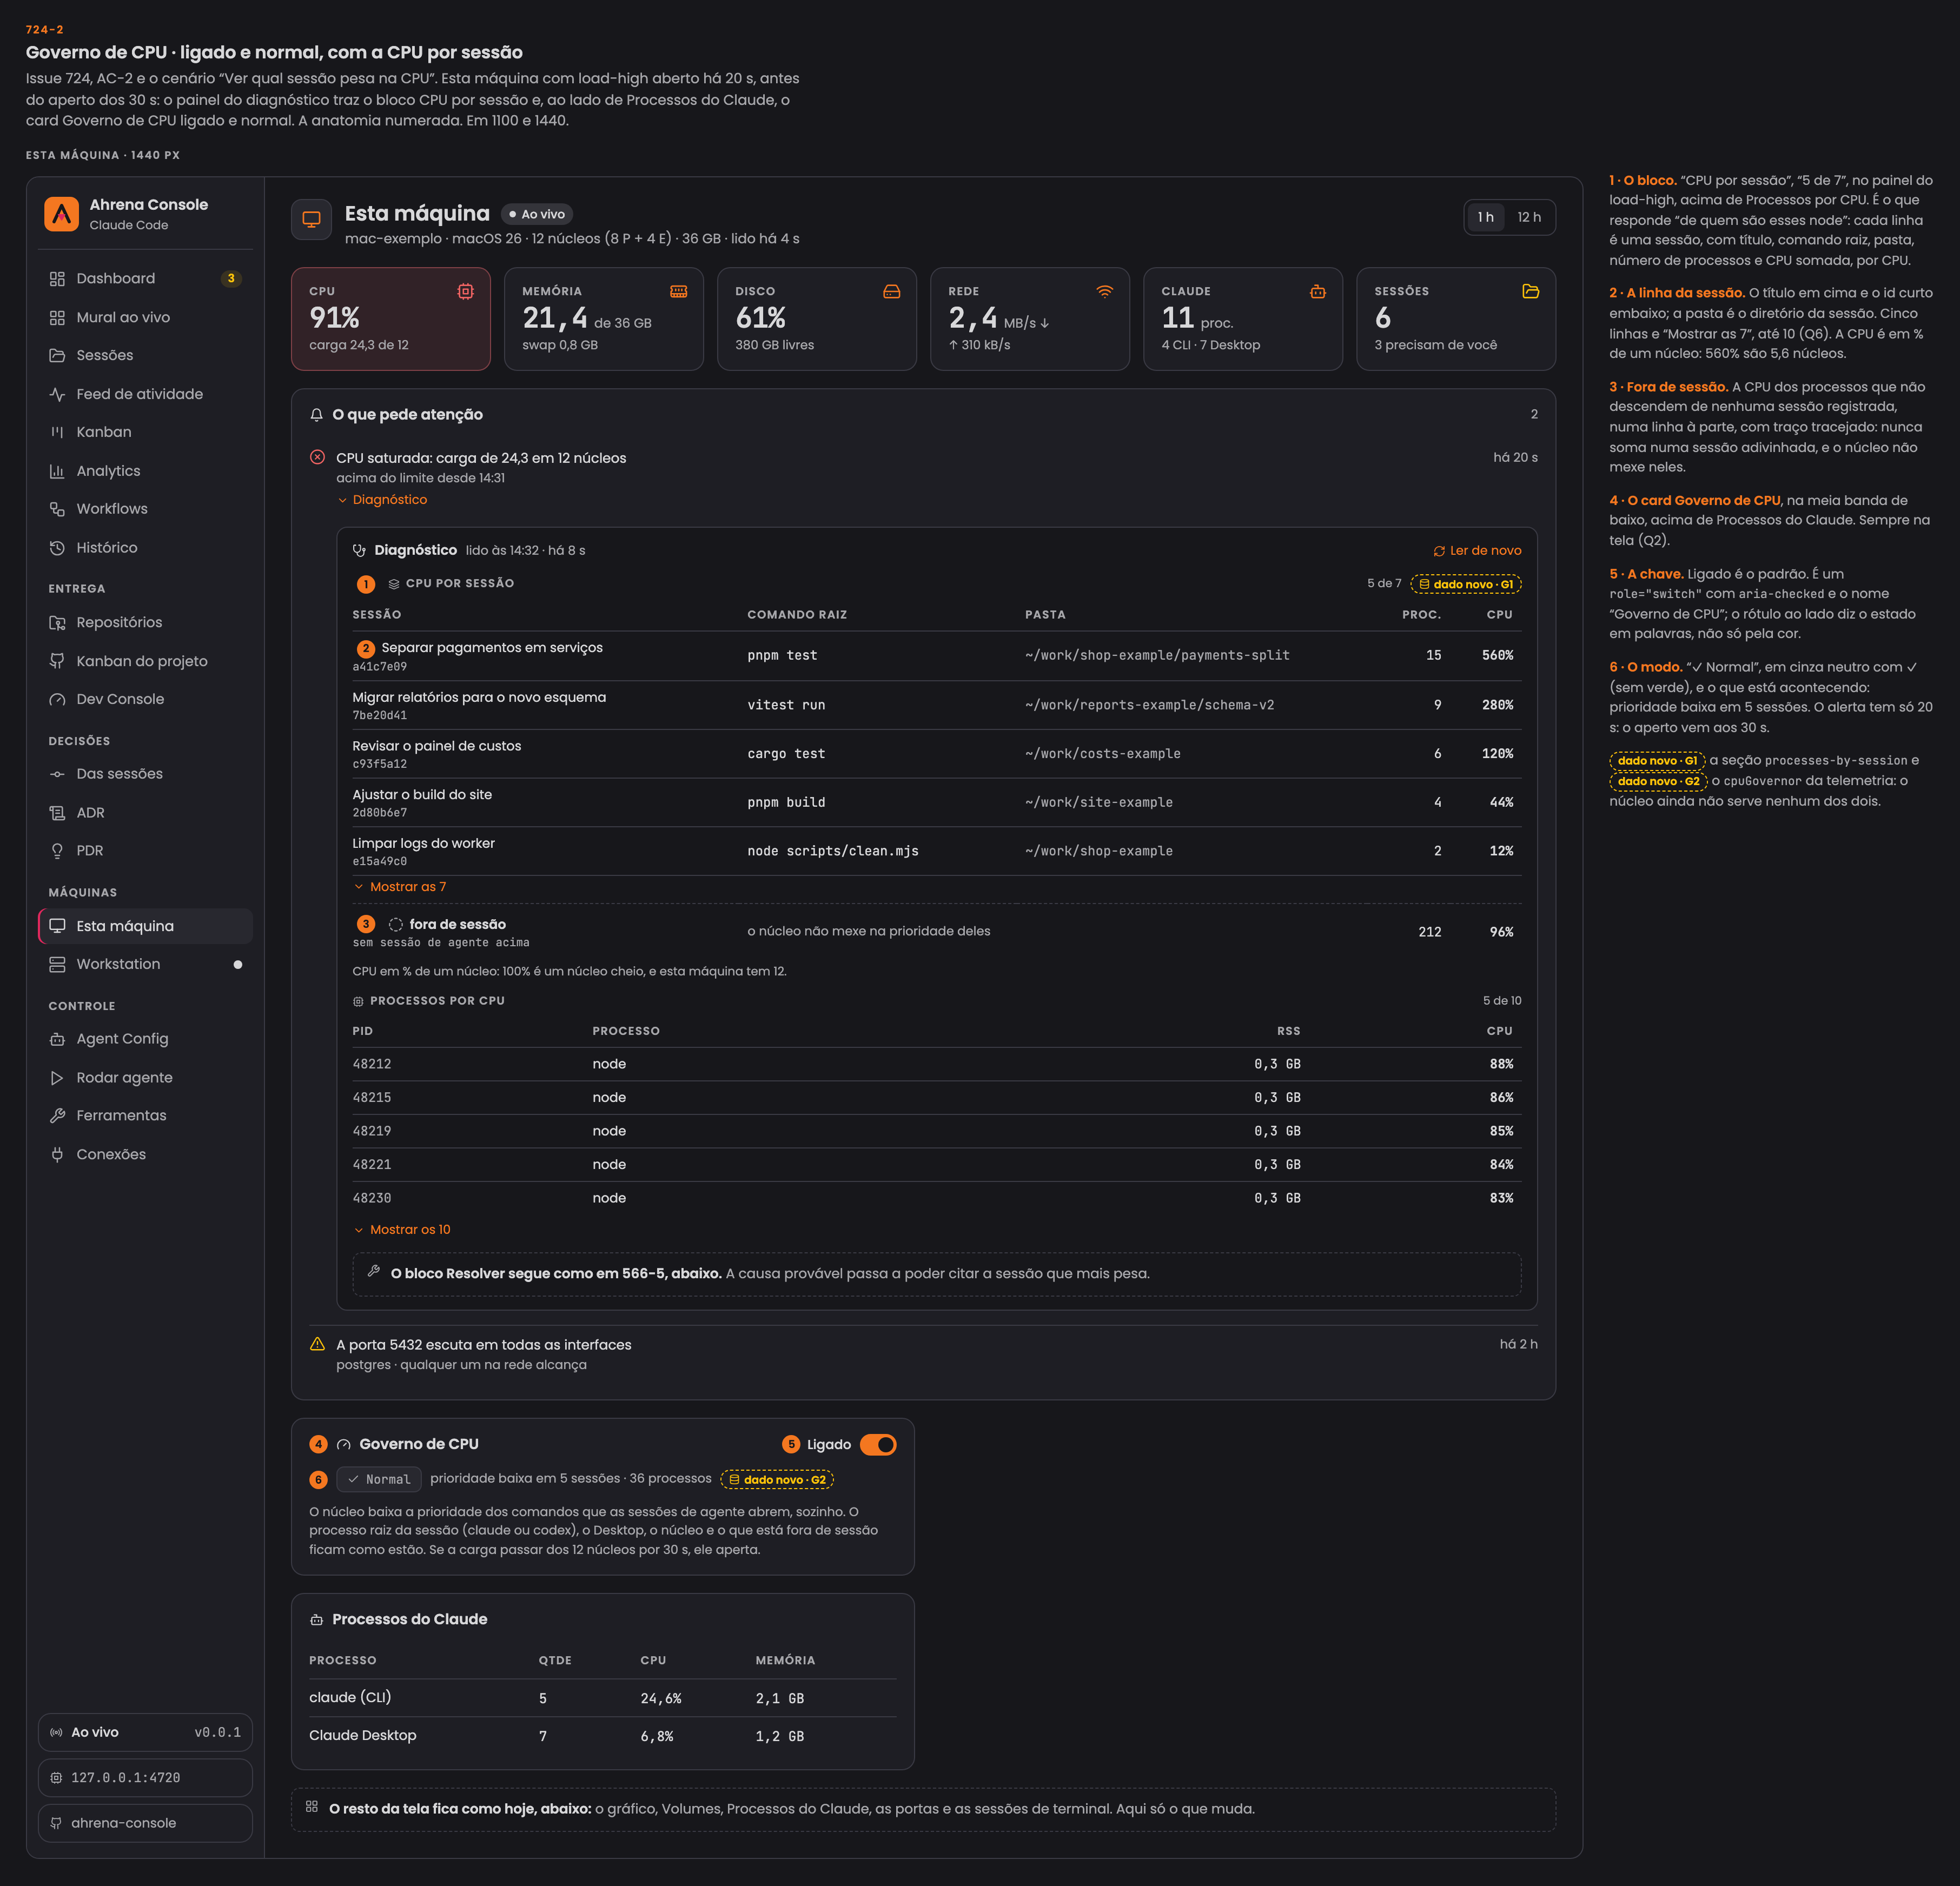 724-2
Governo de CPU · ligado e normal, com a CPU por sessão
Issue 724, AC-2 e o cenário “Ver qual sessão pesa na CPU”. Esta máquina com load-high aberto há 20 s, antes
do aperto dos 30 s: o painel do diagnóstico traz o bloco CPU por sessão e, ao lado de Processos do Claude, o
card Governo de CPU ligado e normal. A anatomia numerada. Em 1100 e 1440.
ESTA MÁQUINA · 1440 PX
Ahrena Console
Claude Code
Dashboard 3
Mural ao vivo
Sessões
Feed de atividade
Kanban
Analytics
Workflows
Histórico
ENTREGA
Repositórios
Kanban do projeto
Dev Console
DECISÕES
Das sessões
ADR
PDR
MÁQUINAS
Esta máquina
Workstation
CONTROLE
Agent Config
Rodar agente
Ferramentas
Conexões
Ao vivo v0.0.1
127.0.0.1:4720
ahrena-console
Esta máquina Ao vivo
mac-exemplo · macOS 26 · 12 núcleos (8 P + 4 E) · 36 GB · lido há 4 s
1 h 12 h
CPU
91%
carga 24,3 de 12
MEMÓRIA
21,4 de 36 GB
swap 0,8 GB
DISCO
61%
380 GB livres
REDE
2,4 MB/s ↓
↑ 310 kB/s
CLAUDE
11 proc.
4 CLI · 7 Desktop
SESSÕES
6
3 precisam de você
O que pede atenção 2
CPU saturada: carga de 24,3 em 12 núcleos há 20 s
acima do limite desde 14:31
Diagnóstico
Diagnóstico lido às 14:32 · há 8 s Ler de novo
1 CPU POR SESSÃO 5 de 7 dado novo · G1
SESSÃO COMANDO RAIZ PASTA PROC. CPU
2 Separar pagamentos em serviços pnpm test ~/work/shop-example/payments-split 15 560%
a41c7e09
Migrar relatórios para o novo esquema vitest run ~/work/reports-example/schema-v2 9 280%
7be20d41
Revisar o painel de custos cargo test ~/work/costs-example 6 120%
c93f5a12
Ajustar o build do site pnpm build ~/work/site-example 4 44%
2d80b6e7
Limpar logs do worker node scripts/clean.mjs ~/work/shop-example 2 12%
e15a49c0
Mostrar as 7
3 fora de sessão o núcleo não mexe na prioridade deles 212 96%
sem sessão de agente acima
CPU em % de um núcleo: 100% é um núcleo cheio, e esta máquina tem 12.
PROCESSOS POR CPU 5 de 10
PID PROCESSO RSS CPU
48212 node 0,3 GB 88%
48215 node 0,3 GB 86%
48219 node 0,3 GB 85%
48221 node 0,3 GB 84%
48230 node 0,3 GB 83%
Mostrar os 10
O bloco Resolver segue como em 566-5, abaixo. A causa provável passa a poder citar a sessão que mais pesa.
A porta 5432 escuta em todas as interfaces há 2 h
postgres · qualquer um na rede alcança
4 Governo de CPU 5 Ligado
6 ✓ Normal prioridade baixa em 5 sessões · 36 processos dado novo · G2
O núcleo baixa a prioridade dos comandos que as sessões de agente abrem, sozinho. O
processo raiz da sessão (claude ou codex), o Desktop, o núcleo e o que está fora de sessão
ficam como estão. Se a carga passar dos 12 núcleos por 30 s, ele aperta.
Processos do Claude
PROCESSO QTDE CPU MEMÓRIA
claude (CLI) 5 24,6% 2,1 GB
Claude Desktop 7 6,8% 1,2 GB
O resto da tela fica como hoje, abaixo: o gráfico, Volumes, Processos do Claude, as portas e as sessões de terminal. Aqui só o que muda.
1 · O bloco. “CPU por sessão”, “5 de 7”, no painel do
load-high, acima de Processos por CPU. É o que
responde “de quem são esses node”: cada linha
é uma sessão, com título, comando raiz, pasta,
número de processos e CPU somada, por CPU.
2 · A linha da sessão. O título em cima e o id curto
embaixo; a pasta é o diretório da sessão. Cinco
linhas e “Mostrar as 7”, até 10 (Q6). A CPU é em %
de um núcleo: 560% são 5,6 núcleos.
3 · Fora de sessão. A CPU dos processos que não
descendem de nenhuma sessão registrada,
numa linha à parte, com traço tracejado: nunca
soma numa sessão adivinhada, e o núcleo não
mexe neles.
4 · O card Governo de CPU, na meia banda de
baixo, acima de Processos do Claude. Sempre na
tela (Q2).
5 · A chave. Ligado é o padrão. É um
role="switch" com aria-checked e o nome
“Governo de CPU”; o rótulo ao lado diz o estado
em palavras, não só pela cor.
6 · O modo. “✓ Normal”, em cinza neutro com ✓
(sem verde), e o que está acontecendo:
prioridade baixa em 5 sessões. O alerta tem só 20
s: o aperto vem aos 30 s.
dado novo · G1 a seção processes-by-session e
dado novo · G2 o cpuGovernor da telemetria: o
núcleo ainda não serve nenhum dos dois.